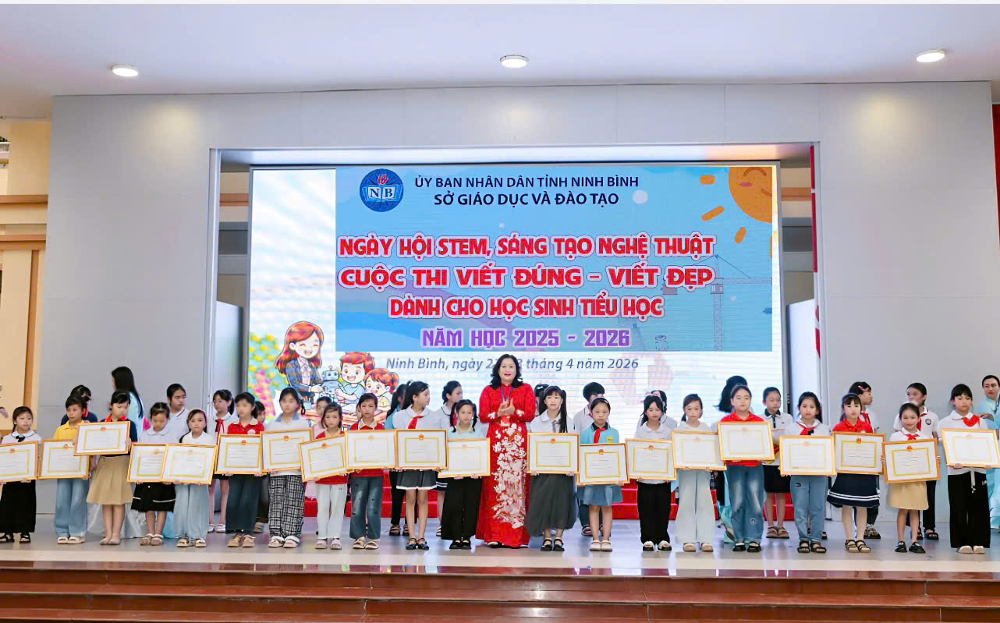 NB
ỦY BAN NHÂN DÂN TỈNH NINH BÌNH
SỞ GIÁO DỤC VÀ ĐÀO TẠO
NGÀY HỘI STEM, SÁNG TẠO NGHỆ THUẬT
CUỘC THI VIẾT ĐÚNG - VIẾT ĐẸP
DÀNH CHO HỌC SINH TIỂU HỌC
NĂM HỌC 2025 - 2026
Ninh Bình, ngày tháng 4 năm 2026